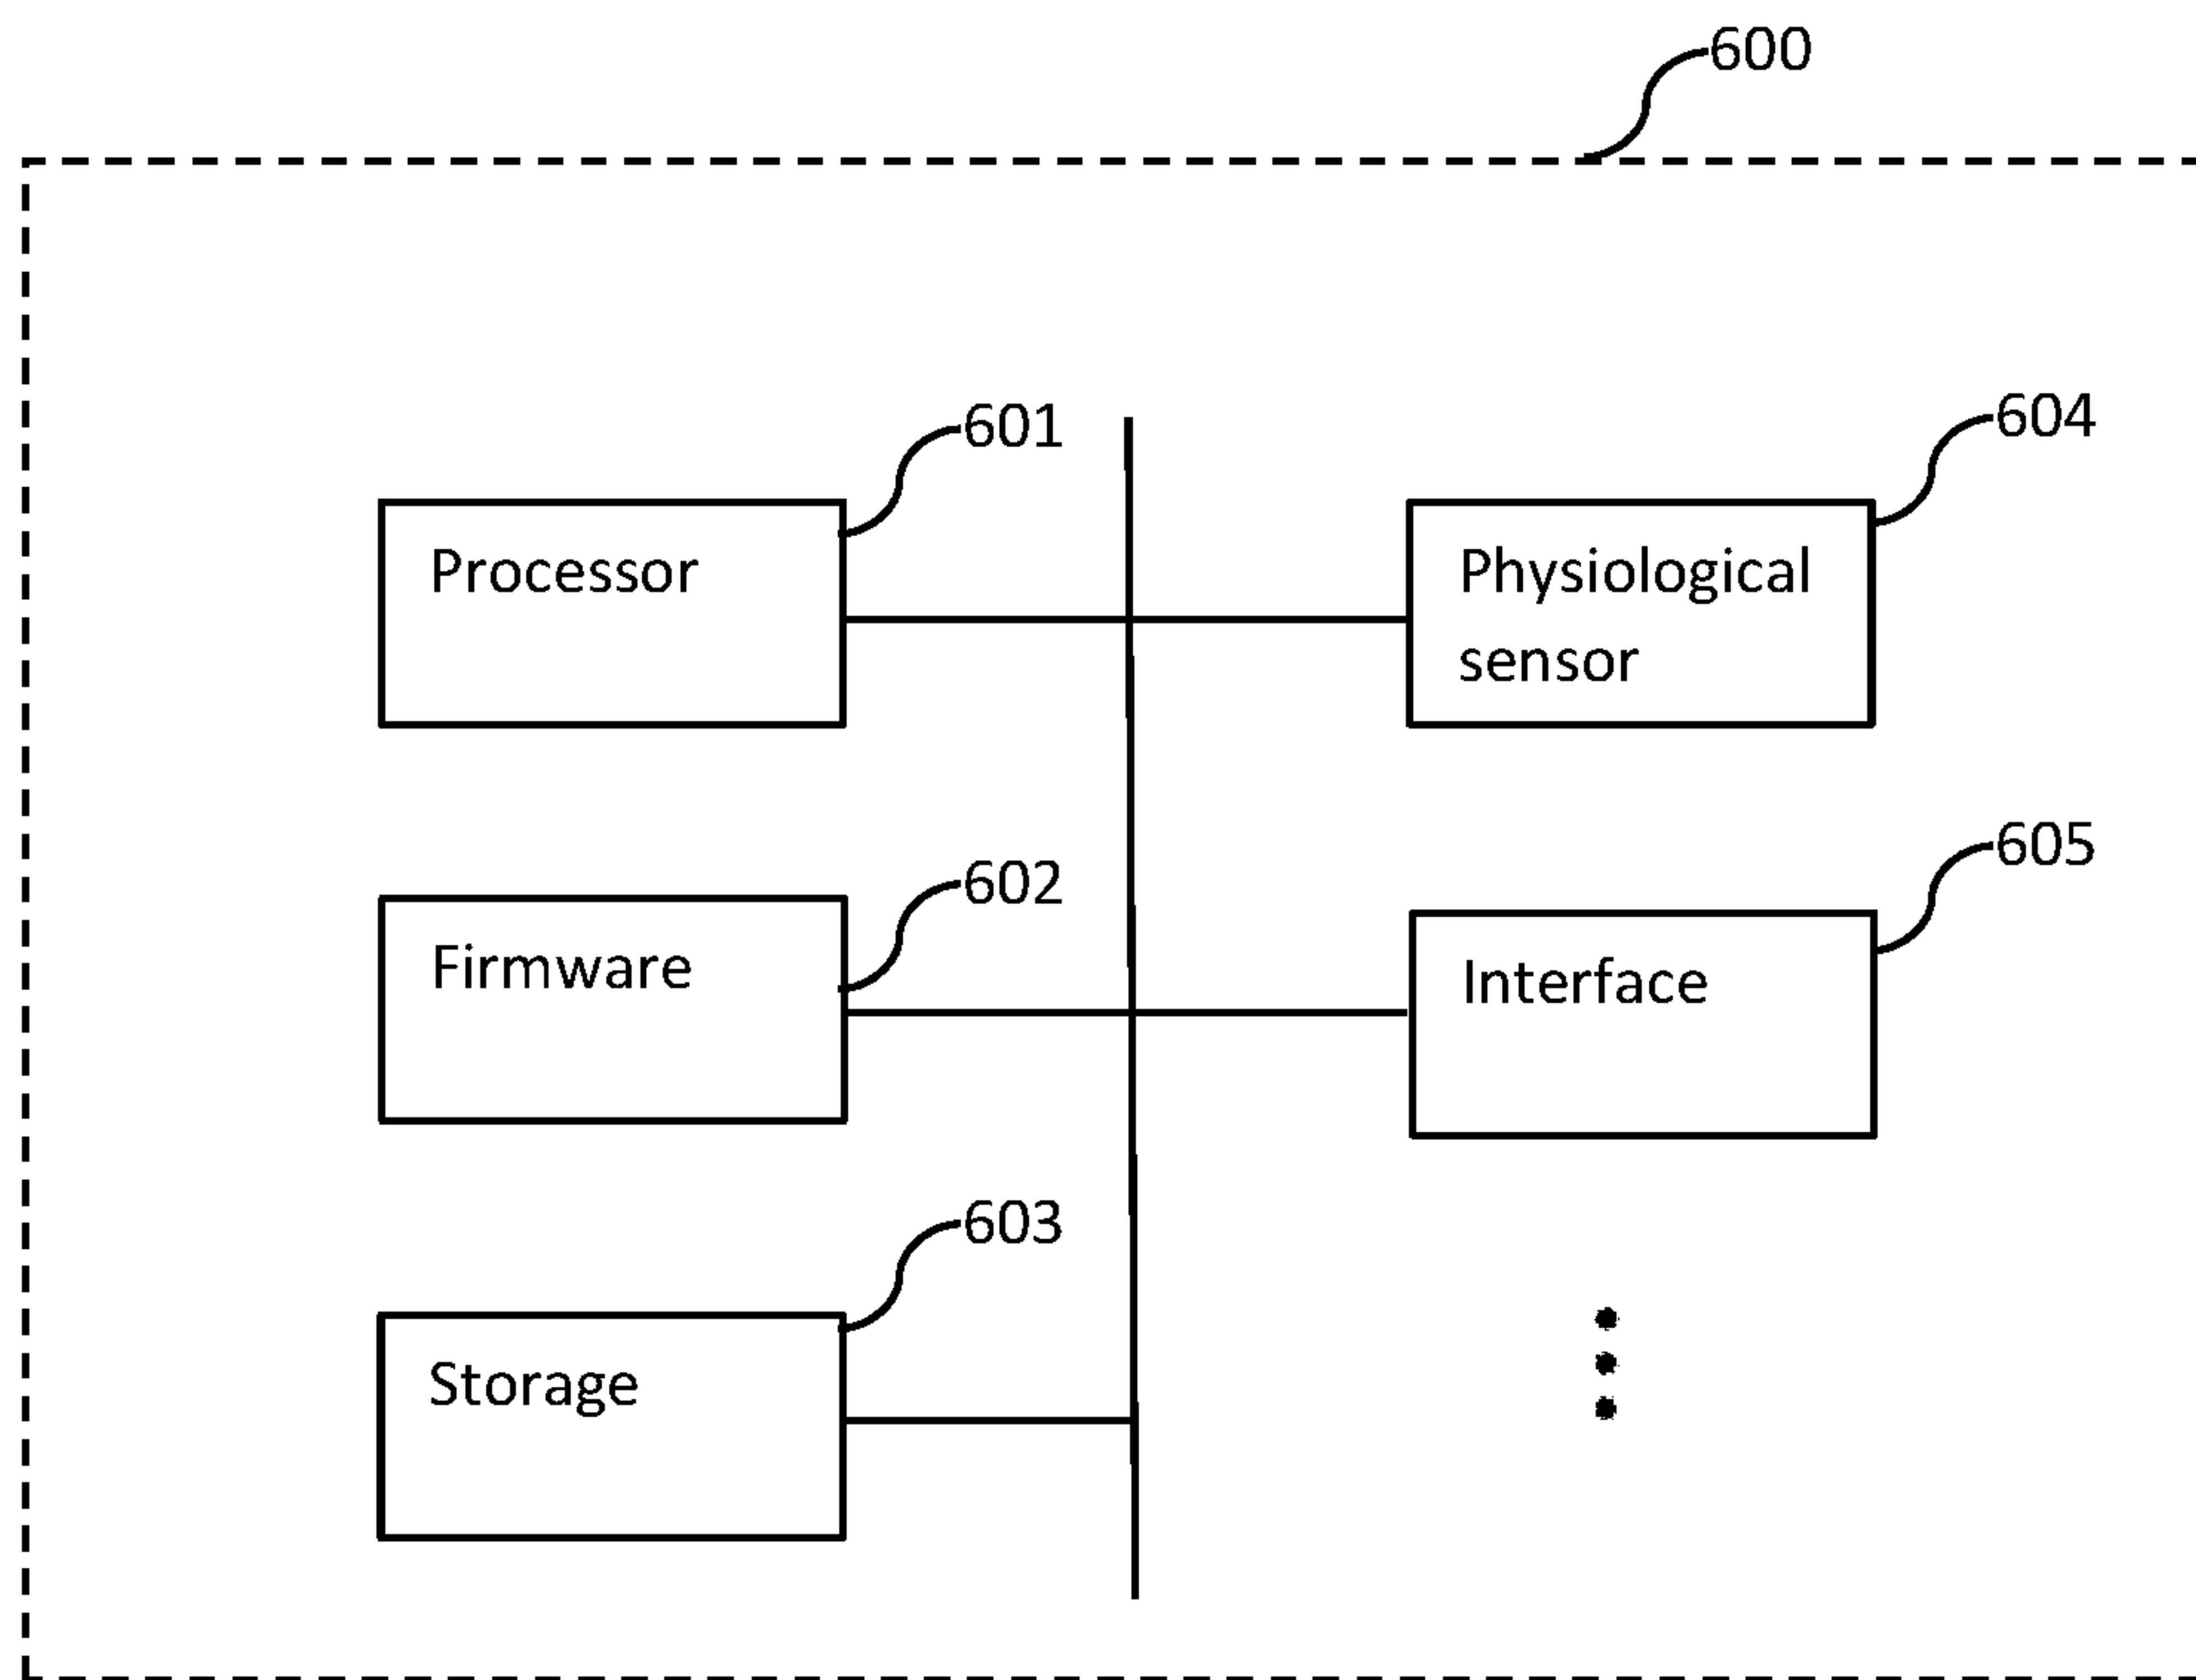 600
601
604
Processor
Physiological
sensor
602
605
Firmware
Interface
603
Storage